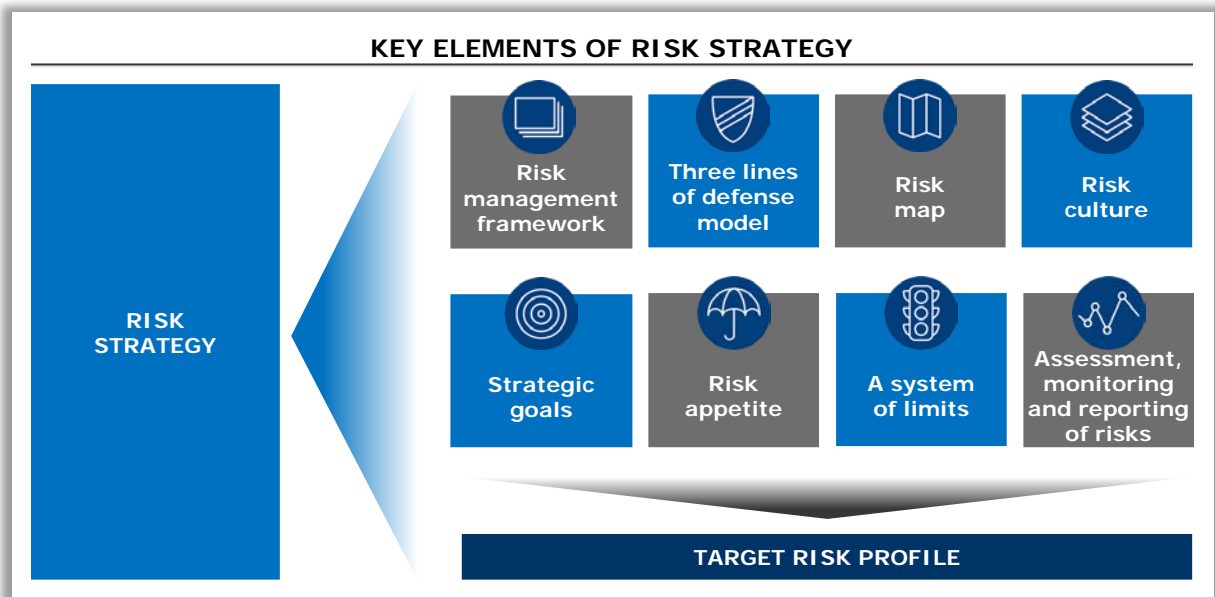 KEY ELEMENTS OF RISK STRATEGY
RISK
STRATEGY
Risk
management
framework
Three lines
of defense
model
Risk
map
Risk
culture
Strategic
goals
Risk
appetite
A system
of limits
Assessment,
monitoring
and reporting
of risks
TARGET RISK PROFILE